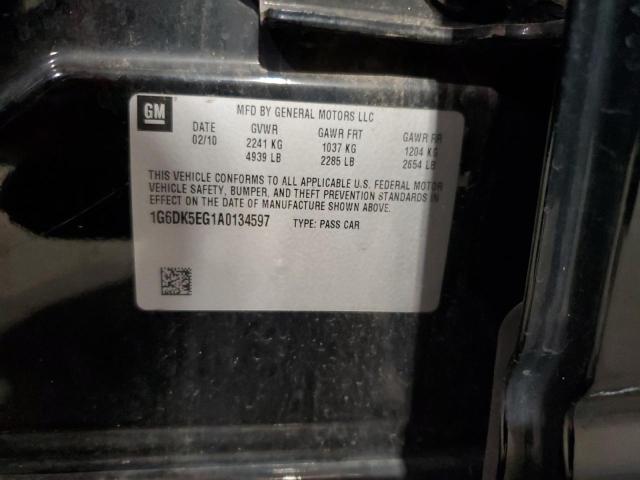 GM
MFD BY GENERAL MOTORS LLC
DATE GVWR GAWR FRT GAWR RR
02/10 2241 KG 1037 KG 1204 KG
4939 LB 2285 LB 2654 LB
THIS VEHICLE CONFORMS TO ALL APPLICABLE U.S. FEDERAL MOTOR
VEHICLE SAFETY, BUMPER, AND THEFT PREVENTION STANDARDS IN
EFFECT ON THE DATE OF MANUFACTURE SHOWN ABOVE.
1G6DK5EG1A0134597 TYPE: PASS CAR